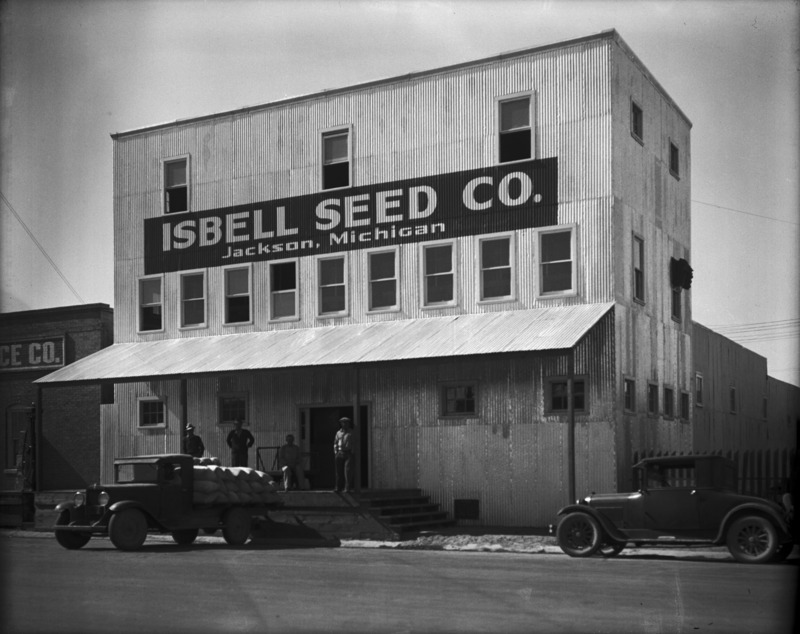 ISBELL SEED CO.
Jackson, Michigan
CE CO.